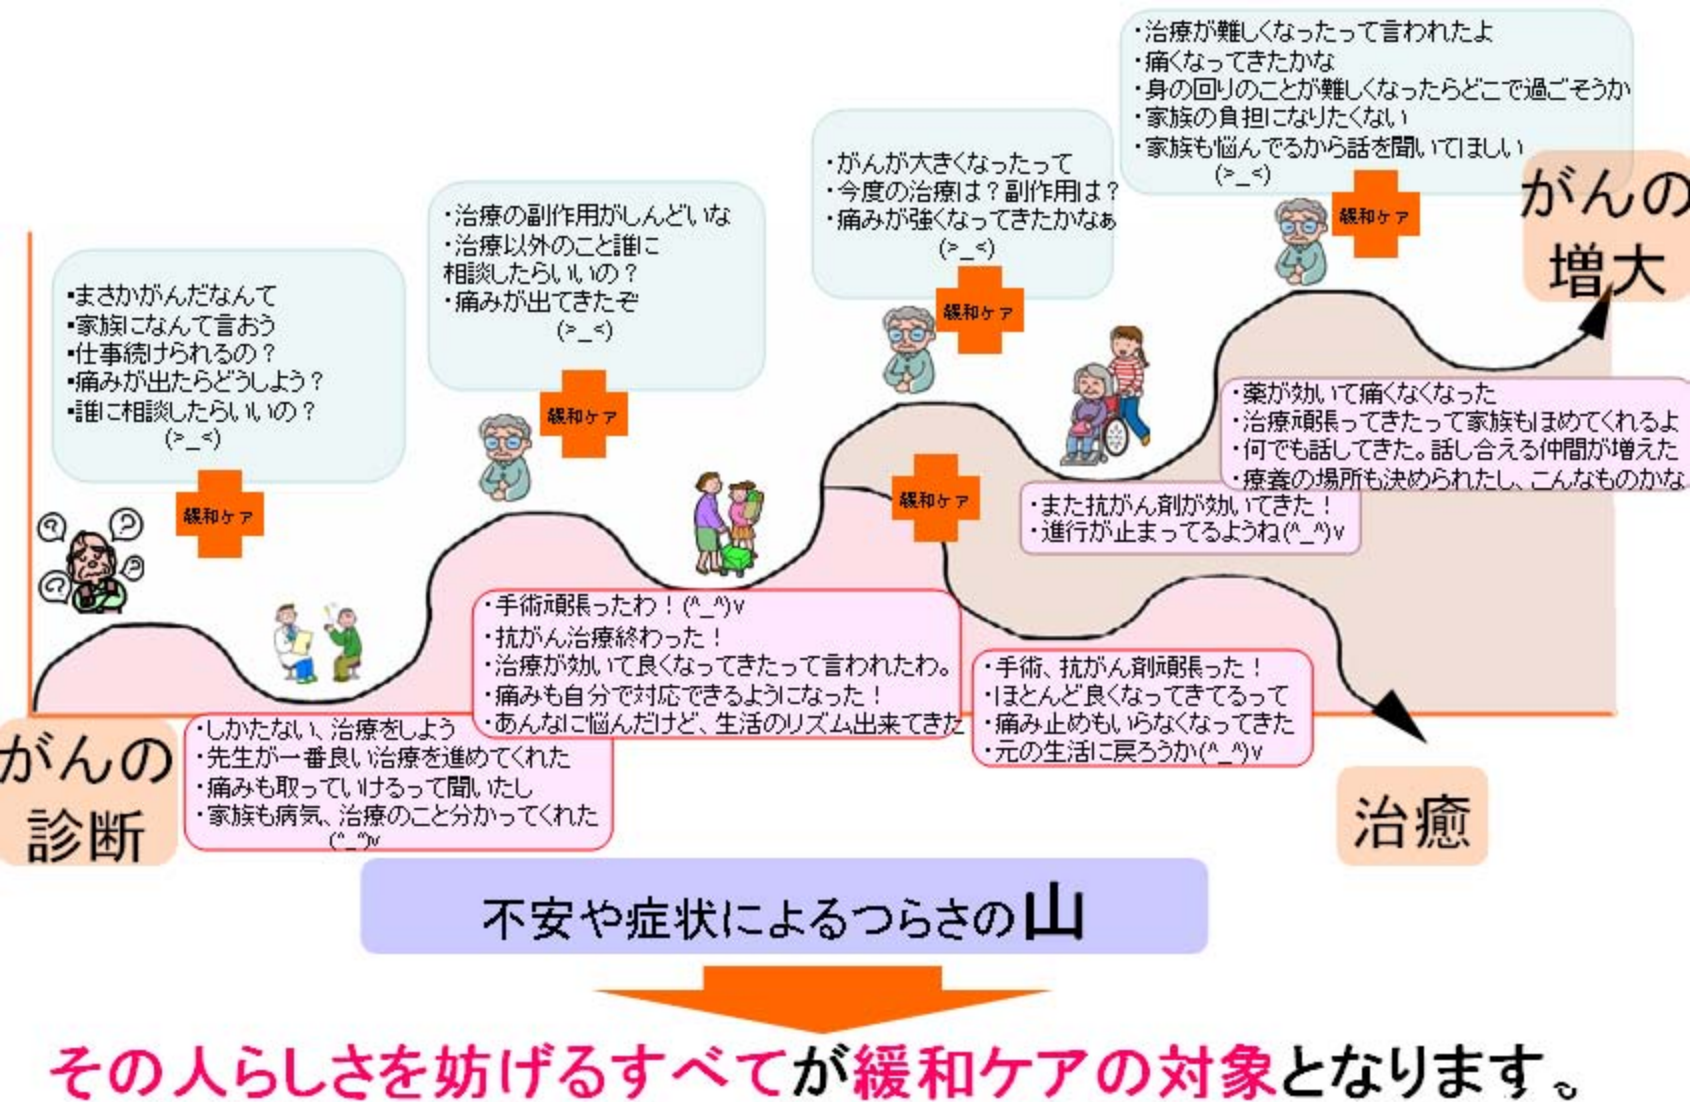 ・治療が難しくなったって言われたよ
・痛くなってきたかな
・身の回りのことが難しくなったらどこで過ごそうか
・家族の負担になりたくない
・家族も悩んでるから話を聞いてほしい
(>_<)
緩和ケア
がんの
増大
・がんが大きくなったって
・今度の治療は？副作用は？
・痛みが強くなってきたかなぁ
(>_<)
緩和ケア
・治療の副作用がしんどいな
・治療以外のこと誰に
相談したらいいの？
・痛みが出てきたぞ
(>_<)
緩和ケア
▪まさかがんだなんて
▪家族になんて言おう
▪仕事続けられるの？
▪痛みが出たらどうしよう？
▪誰に相談したらいいの？
(>_<)
緩和ケア
?
?
?
?
緩和ケア
・薬が効いて痛くなくなった
・治療頑張ってきたって家族もほめてくれるよ
・何でも話してきた。話し合える仲間が増えた
・療養の場所も決められたし、こんなものかな
・また抗がん剤が効いてきた！
・進行が止まってるようね(^_^)v
・手術頑張ったわ！(^_^)v
・抗がん治療終わった！
・治療が効いて良くなってきたって言われたわ。
・痛みも自分で対応できるようになった！
・あんなに悩んだけど、生活のリズム出来てきた
・手術、抗がん剤頑張った！
・ほとんど良くなってきてるって
・痛み止めもいらなくなってきた
・元の生活に戻ろうか(^_^)v
がんの
診断
・しかたない、治療をしよう
・先生が一番良い治療を進めてくれた
・痛みも取っていけるって聞いたし
・家族も病気、治療のこと分かってくれた
(^_^)v
治癒
不安や症状によるつらさの山
その人らしさを妨げるすべてが緩和ケアの対象となります。